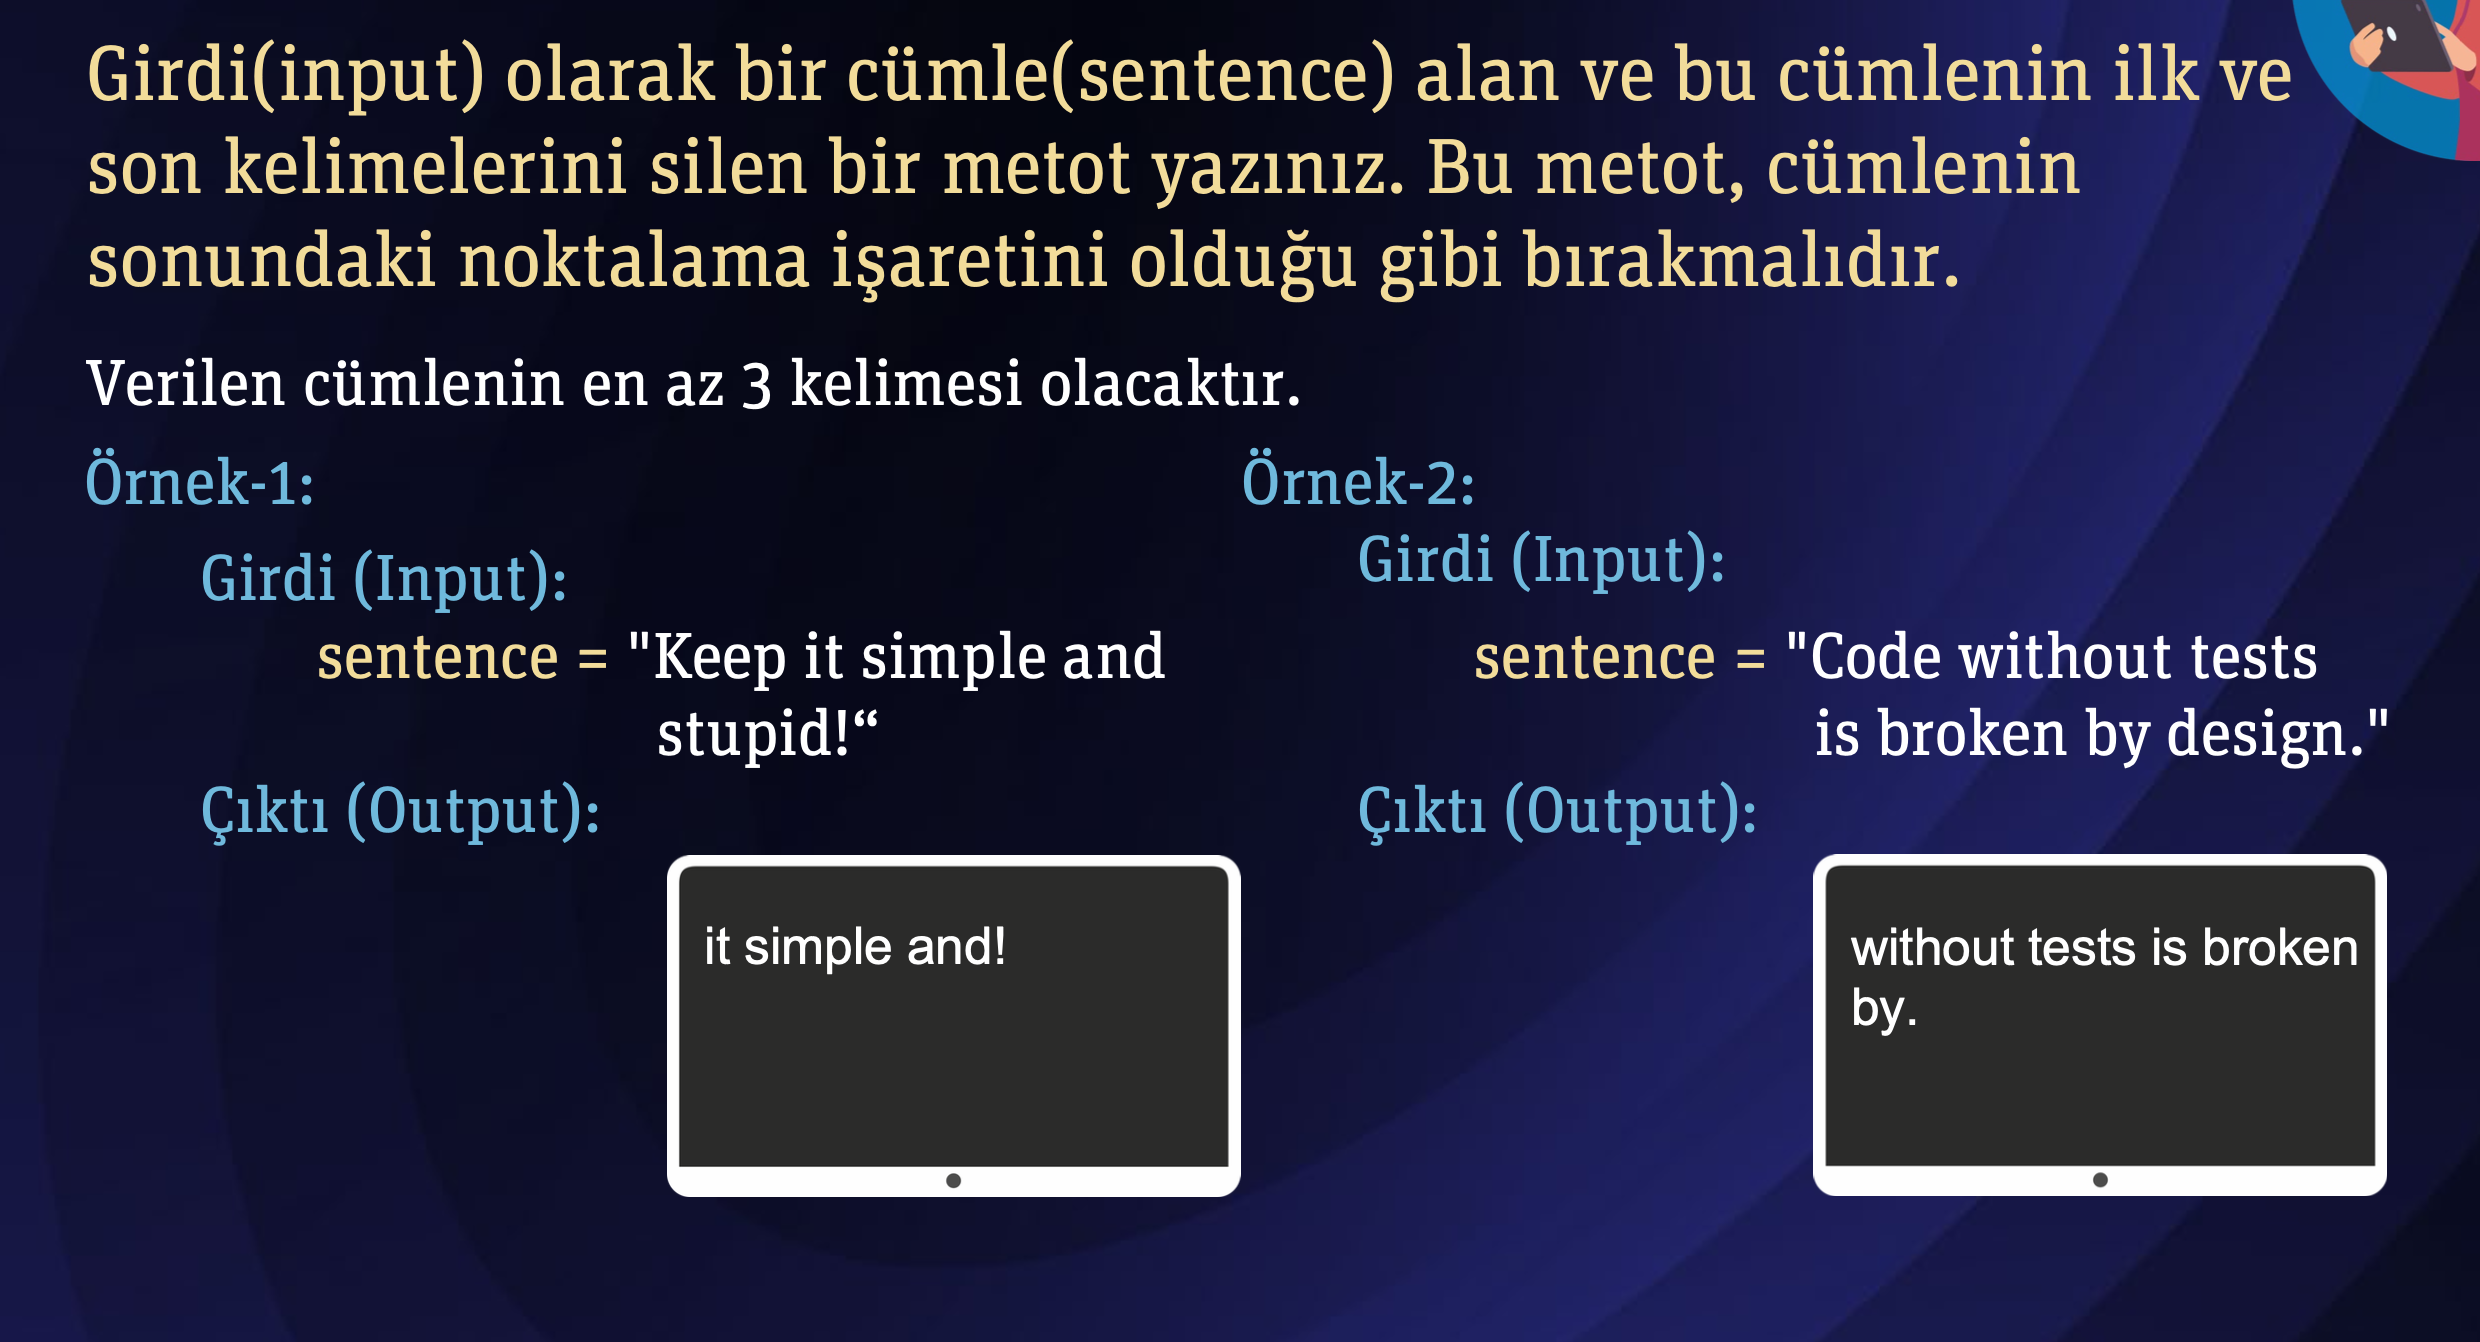 Girdi(input) olarak bir cümle(sentence) alan ve bu cümlenin ilk ve
son kelimelerini silen bir metot yazınız. Bu metot, cümlenin
sonundaki noktalama işaretini olduğu gibi bırakmalıdır.
Verilen cümlenin en az 3 kelimesi olacaktır.
Örnek-1:
Girdi (Input):
sentence = "Keep it simple and
stupid!“
Çıktı (Output):
it simple and!
Örnek-2:
Girdi (Input):
sentence = "Code without tests
is broken by design."
Çıktı (Output):
without tests is broken
by.